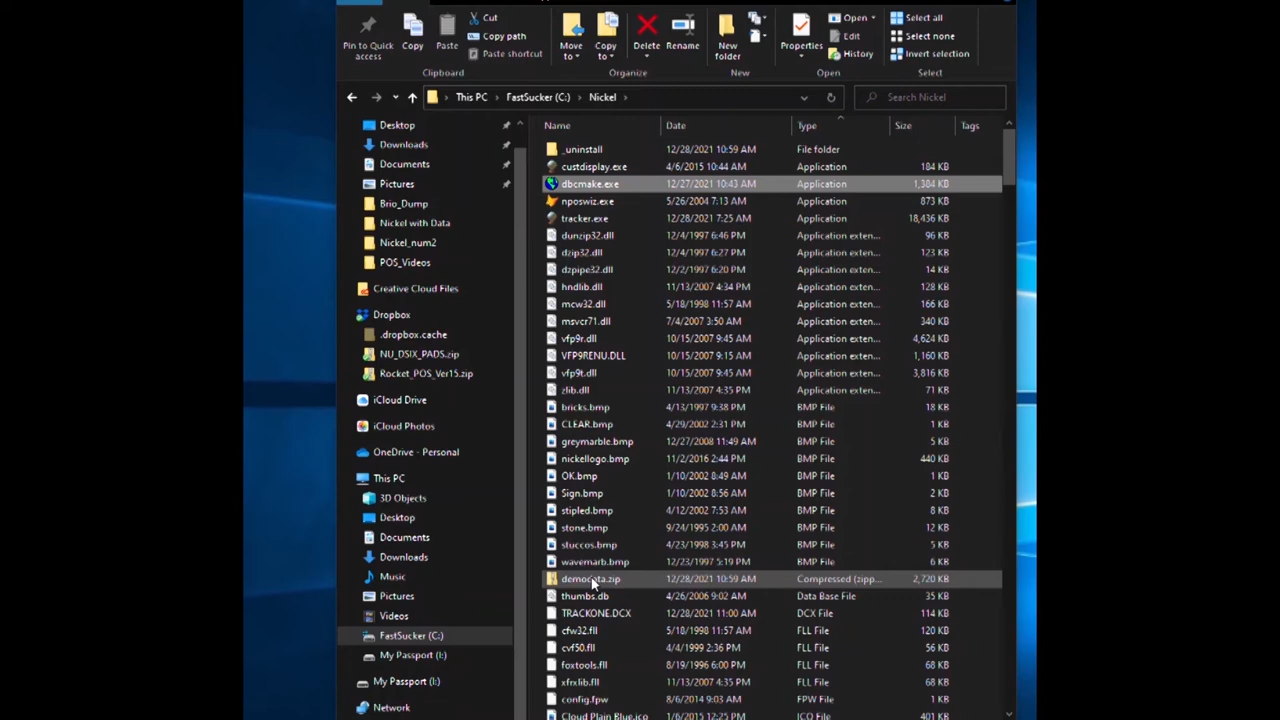 Pin to Quick access
Copy
Paste
Cut
Copy path
Paste shortcut
Move to
Copy to
Delete
Rename
New folder
Properties
Open
Edit
History
Select all
Select none
Invert selection
Clipboard
Organize
New
Open
Select
This PC > FastSucker (C:) > Nickel >
Search Nickel
Desktop
Downloads
Documents
Pictures
Brio_Dump
Nickel with Data
Nickel_num2
POS_Videos
Creative Cloud Files
Dropbox
.dropbox.cache
NU_DSIX_PADS.zip
Rocket_POS_Ver15.zip
iCloud Drive
iCloud Photos
OneDrive - Personal
This PC
3D Objects
Desktop
Documents
Downloads
Music
Pictures
Videos
FastSucker (C:)
My Passport (I:)
My Passport (I:)
Network
Name Date Type Size Tags
_uninstall 12/28/2021 10:59 AM File folder
custdisplay.exe 4/6/2015 10:44 AM Application 184 KB
dbcmake.exe 12/27/2021 10:43 AM Application 1,384 KB
nposwiz.exe 5/26/2004 7:13 AM Application 873 KB
tracker.exe 12/28/2021 7:25 AM Application 18,436 KB
dunzip32.dll 12/4/1997 6:46 PM Application exten... 96 KB
dzip32.dll 12/4/1997 6:27 PM Application exten... 123 KB
dzpipe32.dll 12/2/1997 6:20 PM Application exten... 14 KB
hndlib.dll 11/13/2007 4:34 PM Application exten... 128 KB
mcw32.dll 5/18/1998 11:57 AM Application exten... 166 KB
msvcr71.dll 7/4/2007 3:50 AM Application exten... 340 KB
vfp9r.dll 10/15/2007 9:45 AM Application exten... 4,624 KB
VFP9RENU.DLL 10/15/2007 9:15 AM Application exten... 1,160 KB
vfp9t.dll 10/15/2007 9:45 AM Application exten... 3,816 KB
zlib.dll 11/13/2007 4:35 PM Application exten... 71 KB
bricks.bmp 4/13/1997 9:38 PM BMP File 18 KB
CLEAR.bmp 4/29/2002 2:31 PM BMP File 1 KB
greymarble.bmp 12/27/2008 11:49 AM BMP File 5 KB
nickellogo.bmp 11/2/2016 2:44 PM BMP File 440 KB
OK.bmp 1/10/2002 8:49 AM BMP File 1 KB
Sign.bmp 1/10/2002 8:56 AM BMP File 2 KB
stipled.bmp 4/12/2002 7:53 AM BMP File 8 KB
stone.bmp 9/24/1995 2:00 AM BMP File 12 KB
stuccos.bmp 4/23/1998 3:45 PM BMP File 5 KB
wavemarb.bmp 12/23/1997 5:19 PM BMP File 6 KB
demodata.zip 12/28/2021 10:59 AM Compressed (zipp... 2,720 KB
thumbs.db 4/26/2006 9:02 AM Data Base File 35 KB
TRACKONE.DCX 12/28/2021 11:00 AM DCX File 114 KB
cfw32.fll 5/18/1998 11:57 AM FLL File 120 KB
cvf50.fll 4/4/1999 2:36 PM FLL File 56 KB
foxtools.fll 8/19/1996 6:00 PM FLL File 68 KB
xfrxlib.fll 11/13/2007 4:35 PM FLL File 68 KB
config.fpw 8/6/2014 9:03 AM FPW File 1 KB
Cloud Plain Blue.ico 1/6/2015 12:25 PM ICO File 401 KB